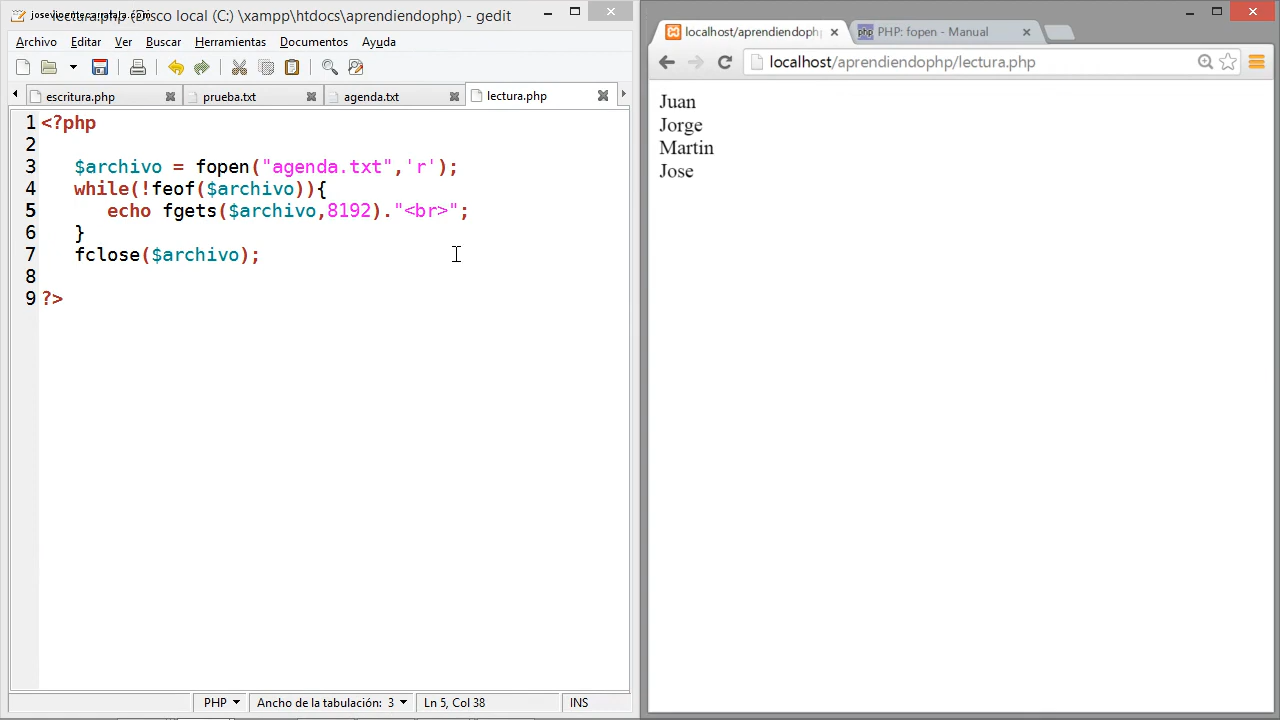 (Disco local (C:) \xampp\htdocs\aprendiendophp) - gedit
Archivo Editar Ver Buscar Herramientas Documentos Ayuda
escritura.php prueba.txt agenda.txt lectura.php
1 <?php
2
3 $archivo = fopen("agenda.txt",'r');
4 while(!feof($archivo)){
5 echo fgets($archivo,8192)."<br>";
6 }
7 fclose($archivo);
8
9 ?>
PHP Ancho de la tabulación: 3 Ln 5, Col 38 INS
localhost/aprendiendoph php PHP: fopen - Manual
localhost/aprendiendophp/lectura.php
Juan
Jorge
Martin
Jose